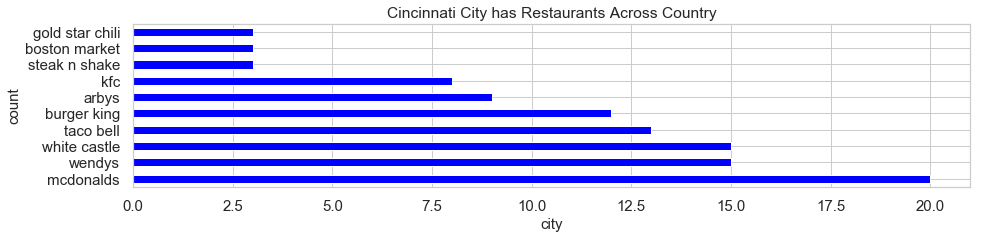 Cincinnati City has Restaurants Across Country
gold star chili
boston market
steak n shake
kfc
arbys
burger king
taco bell
white castle
wendys
mcdonalds
count
0.0 2.5 5.0 7.5 10.0 12.5 15.0 17.5 20.0
city